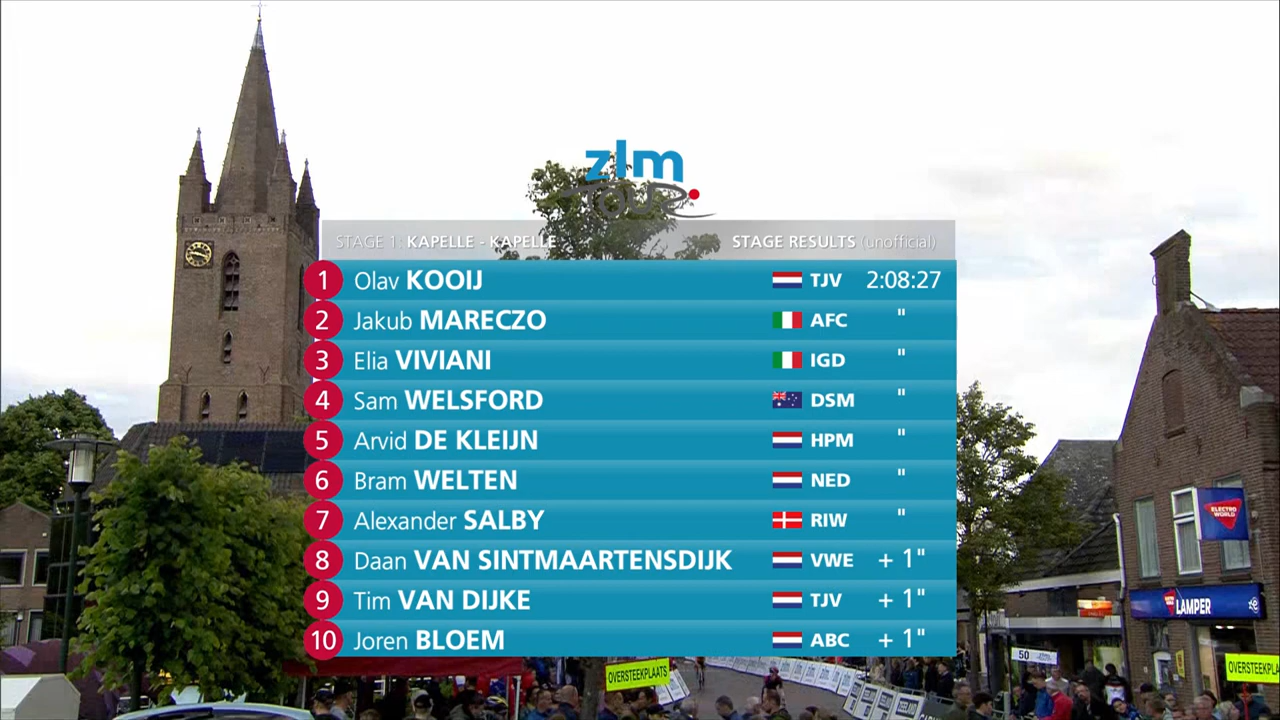 zlm
TOUR
STAGE 1: KAPELLE - KAPELLE STAGE RESULTS (unofficial)
1 Olav KOOIJ TJV 2:08:27
2 Jakub MARECZO AFC "
3 Elia VIVIANI IGD "
4 Sam WELSFORD DSM "
5 Arvid DE KLEIJN HPM "
6 Bram WELTEN NED "
7 Alexander SALBY RIW "
8 Daan VAN SINTMAARTENSDIJK VWE + 1"
9 Tim VAN DIJKE TJV + 1"
10 Joren BLOEM ABC + 1"
ELECTRO
WORLD
LAMPER
50
OVERSTEEKPLAATS
OVERSTEEKPLAATS